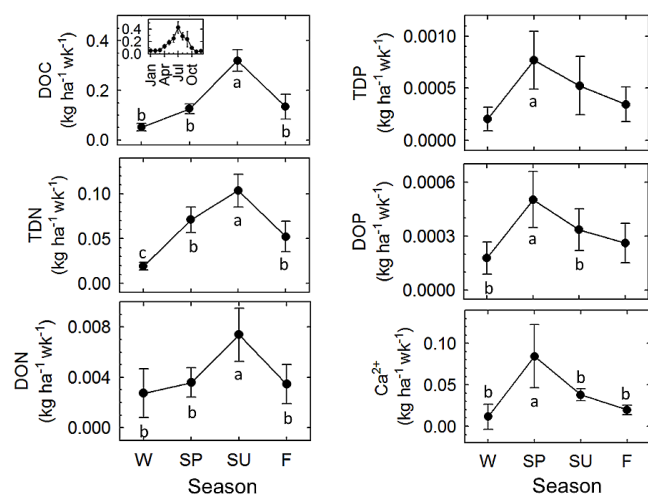 DOC
(kg ha⁻¹ wk⁻¹)
0.4
0.2
0.0
0.4
0.2
0.0
Jan
Apr
Jul
Oct
b
b
a
b
TDN
(kg ha⁻¹ wk⁻¹)
0.10
0.05
0.00
c
b
a
b
DON
(kg ha⁻¹ wk⁻¹)
0.008
0.004
0.000
b
b
a
b
W SP SU F
Season
TDP
(kg ha⁻¹ wk⁻¹)
0.0010
0.0005
0.0000
a
DOP
(kg ha⁻¹ wk⁻¹)
0.0006
0.0003
0.0000
b
a
b
Ca²⁺
(kg ha⁻¹ wk⁻¹)
0.10
0.05
0.00
b
a
b
b
W SP SU F
Season